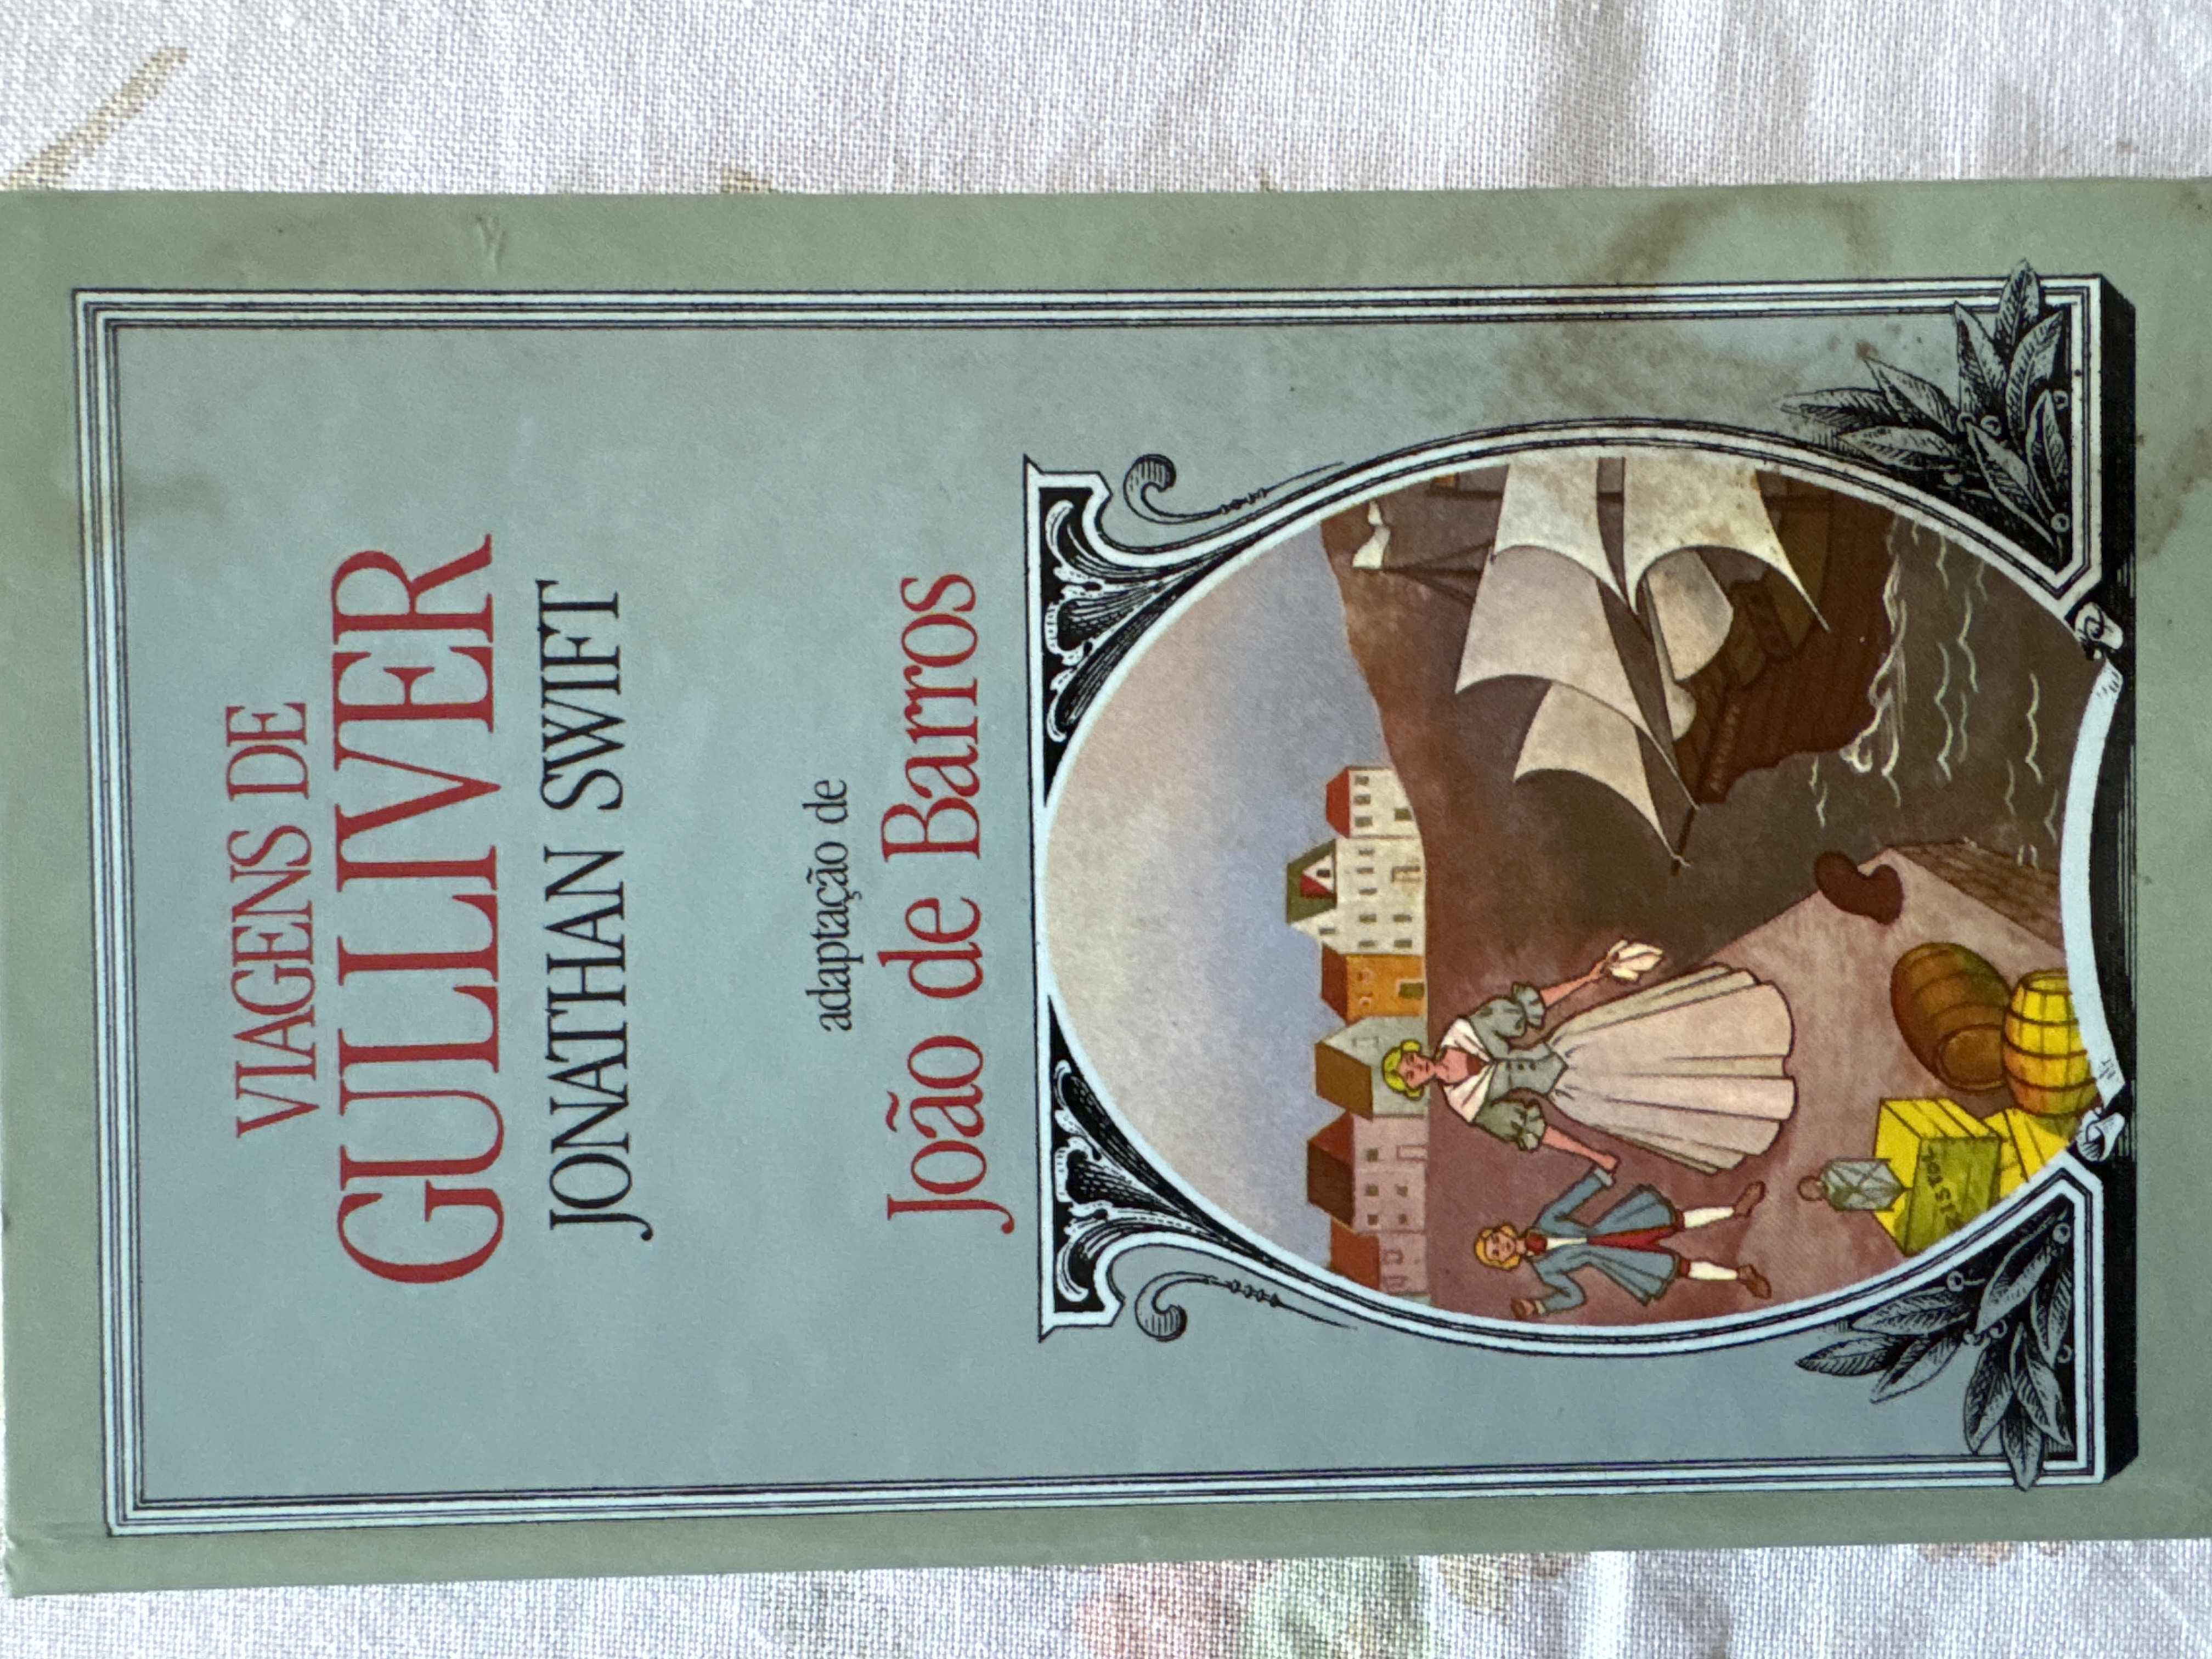 VIAGENS DE
GULLIVER
JONATHAN SWIFT
adaptação de
João de Barros